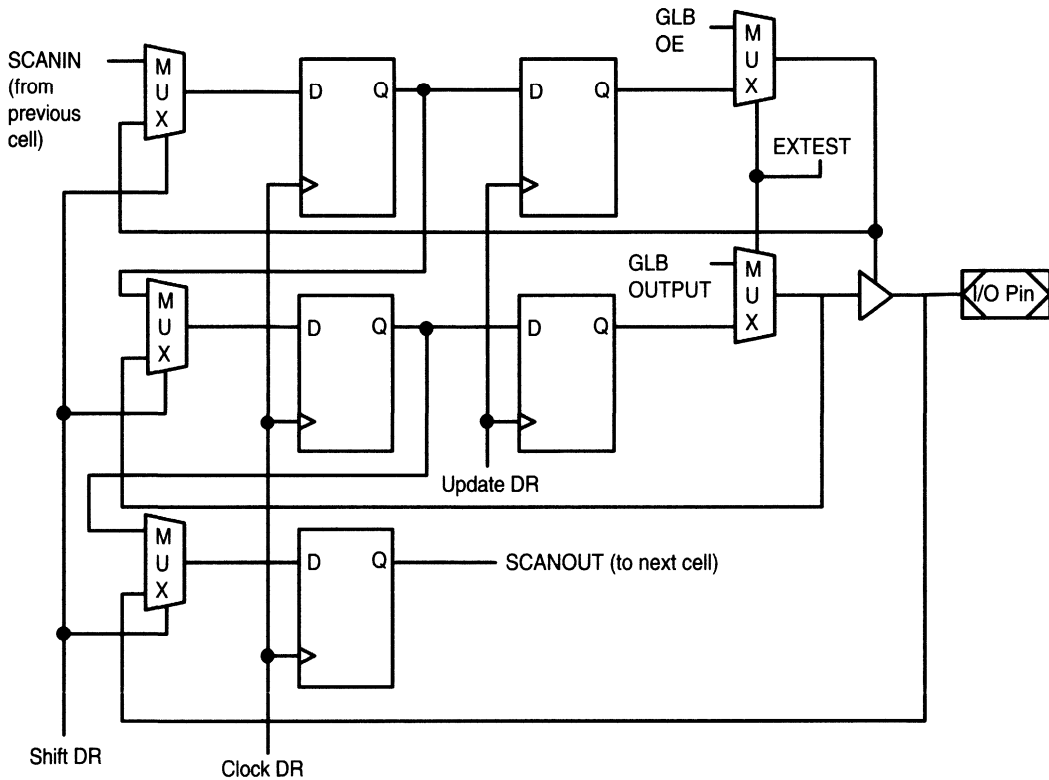 GLB
OE
M
U
X
SCANIN
(from
previous
cell)
M
U
X
D Q
D Q
EXTEST
GLB
OUTPUT
M
U
X
I/O Pin
M
U
X
D Q
D Q
Update DR
M
U
X
D Q
SCANOUT (to next cell)
Shift DR
Clock DR